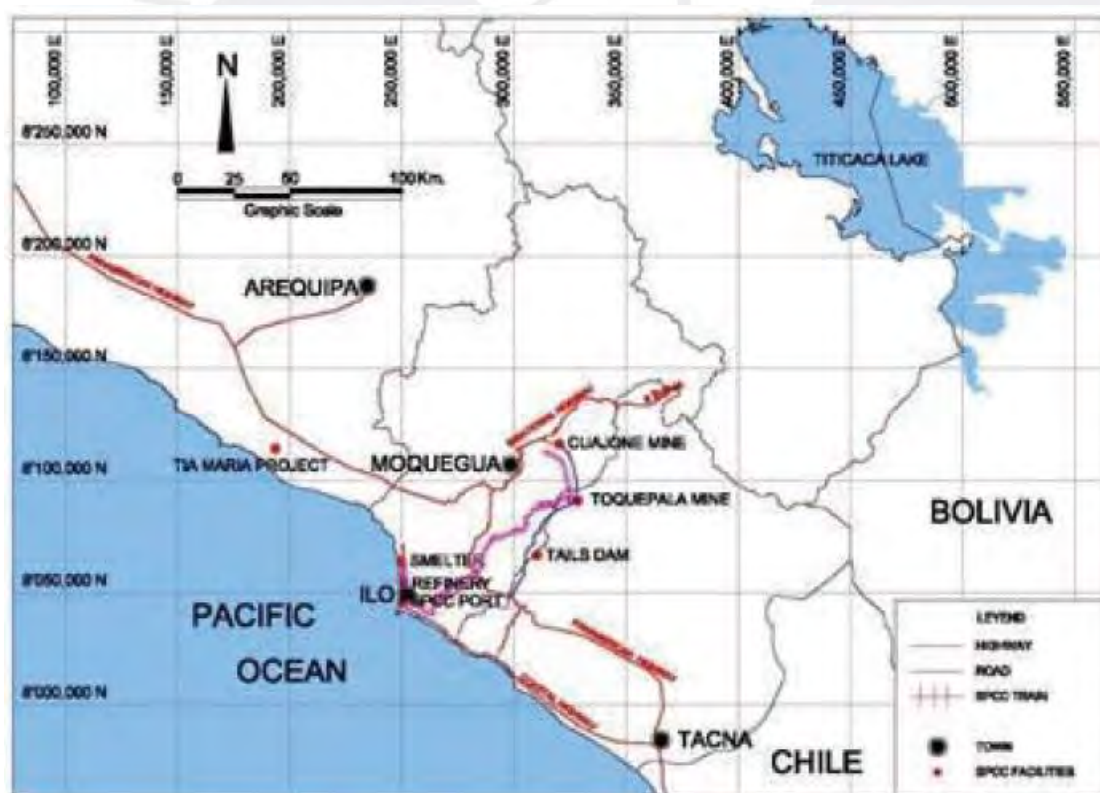 100,000 E
150,000 E
200,000 E
250,000 E
300,000 E
350,000 E
400,000 E
450,000 E
500,000 E
550,000 E
N
8'250,000 N
0 25 50 100 Km.
Graphic Scale
TITICACA LAKE
8'200,000 N
AREQUIPA
8'150,000 N
CUAJONE MINE
MOQUEGUA
TIA MARIA PROJECT
8'100,000 N
TOQUEPALA MINE
BOLIVIA
TAILS DAM
SMELTER
8'050,000 N
REFINERY
ILO
SPCC PORT
PACIFIC
OCEAN
8'000,000 N
COASTAL HIGHWAY
TACNA
CHILE
LEYEND
HIGHWAY
ROAD
SPCC TRAIN
TOWN
SPCC FACILITIES